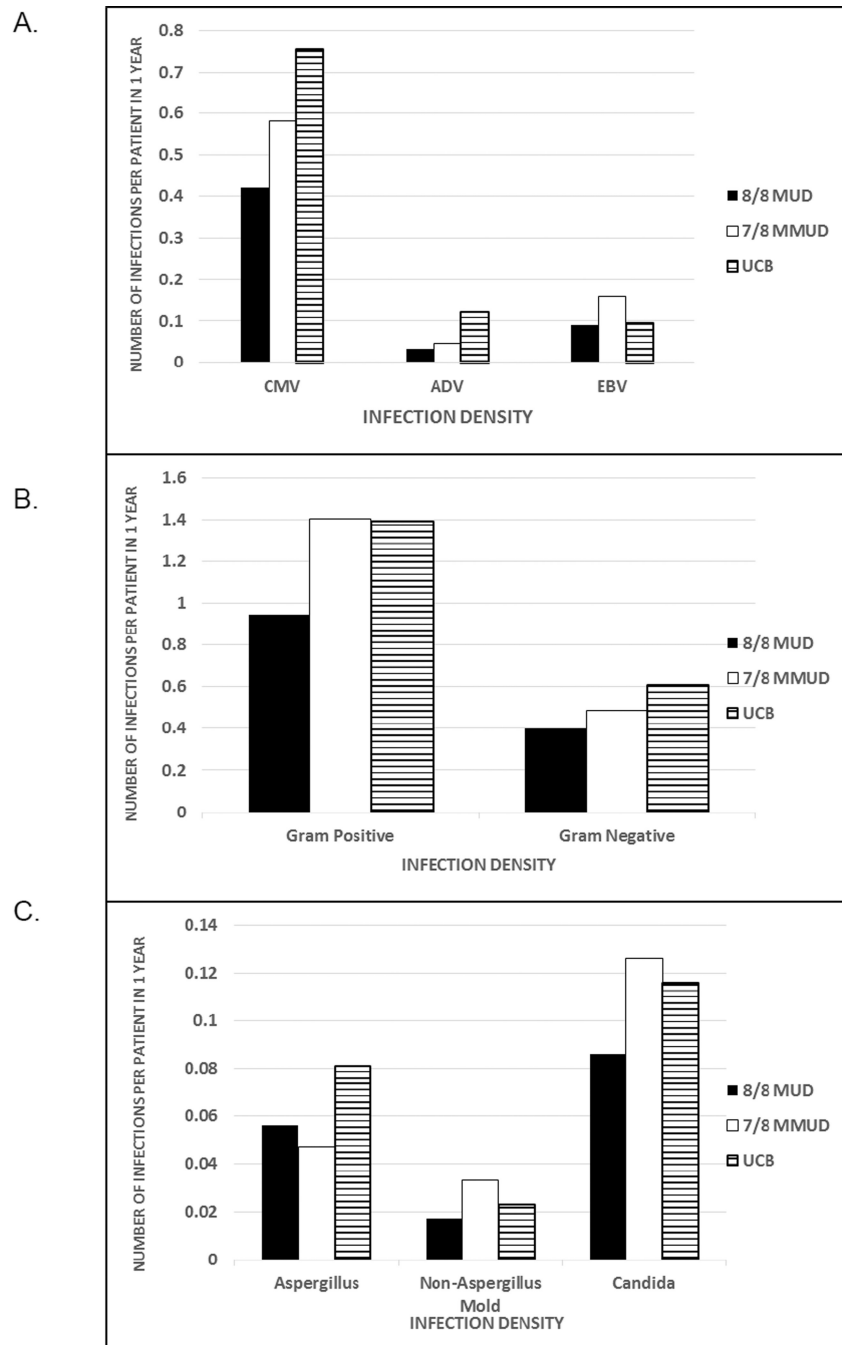 A.
NUMBER OF INFECTIONS PER PATIENT IN 1 YEAR
0.8
0.7
0.6
0.5
0.4
0.3
0.2
0.1
0
CMV ADV EBV
INFECTION DENSITY
8/8 MUD
7/8 MMUD
UCB
B.
NUMBER OF INFECTIONS PER PATIENT IN 1 YEAR
1.6
1.4
1.2
1
0.8
0.6
0.4
0.2
0
Gram Positive Gram Negative
INFECTION DENSITY
8/8 MUD
7/8 MMUD
UCB
C.
NUMBER OF INFECTIONS PER PATIENT IN 1 YEAR
0.14
0.12
0.1
0.08
0.06
0.04
0.02
0
Aspergillus Non-Aspergillus Candida
Mold
INFECTION DENSITY
8/8 MUD
7/8 MMUD
UCB